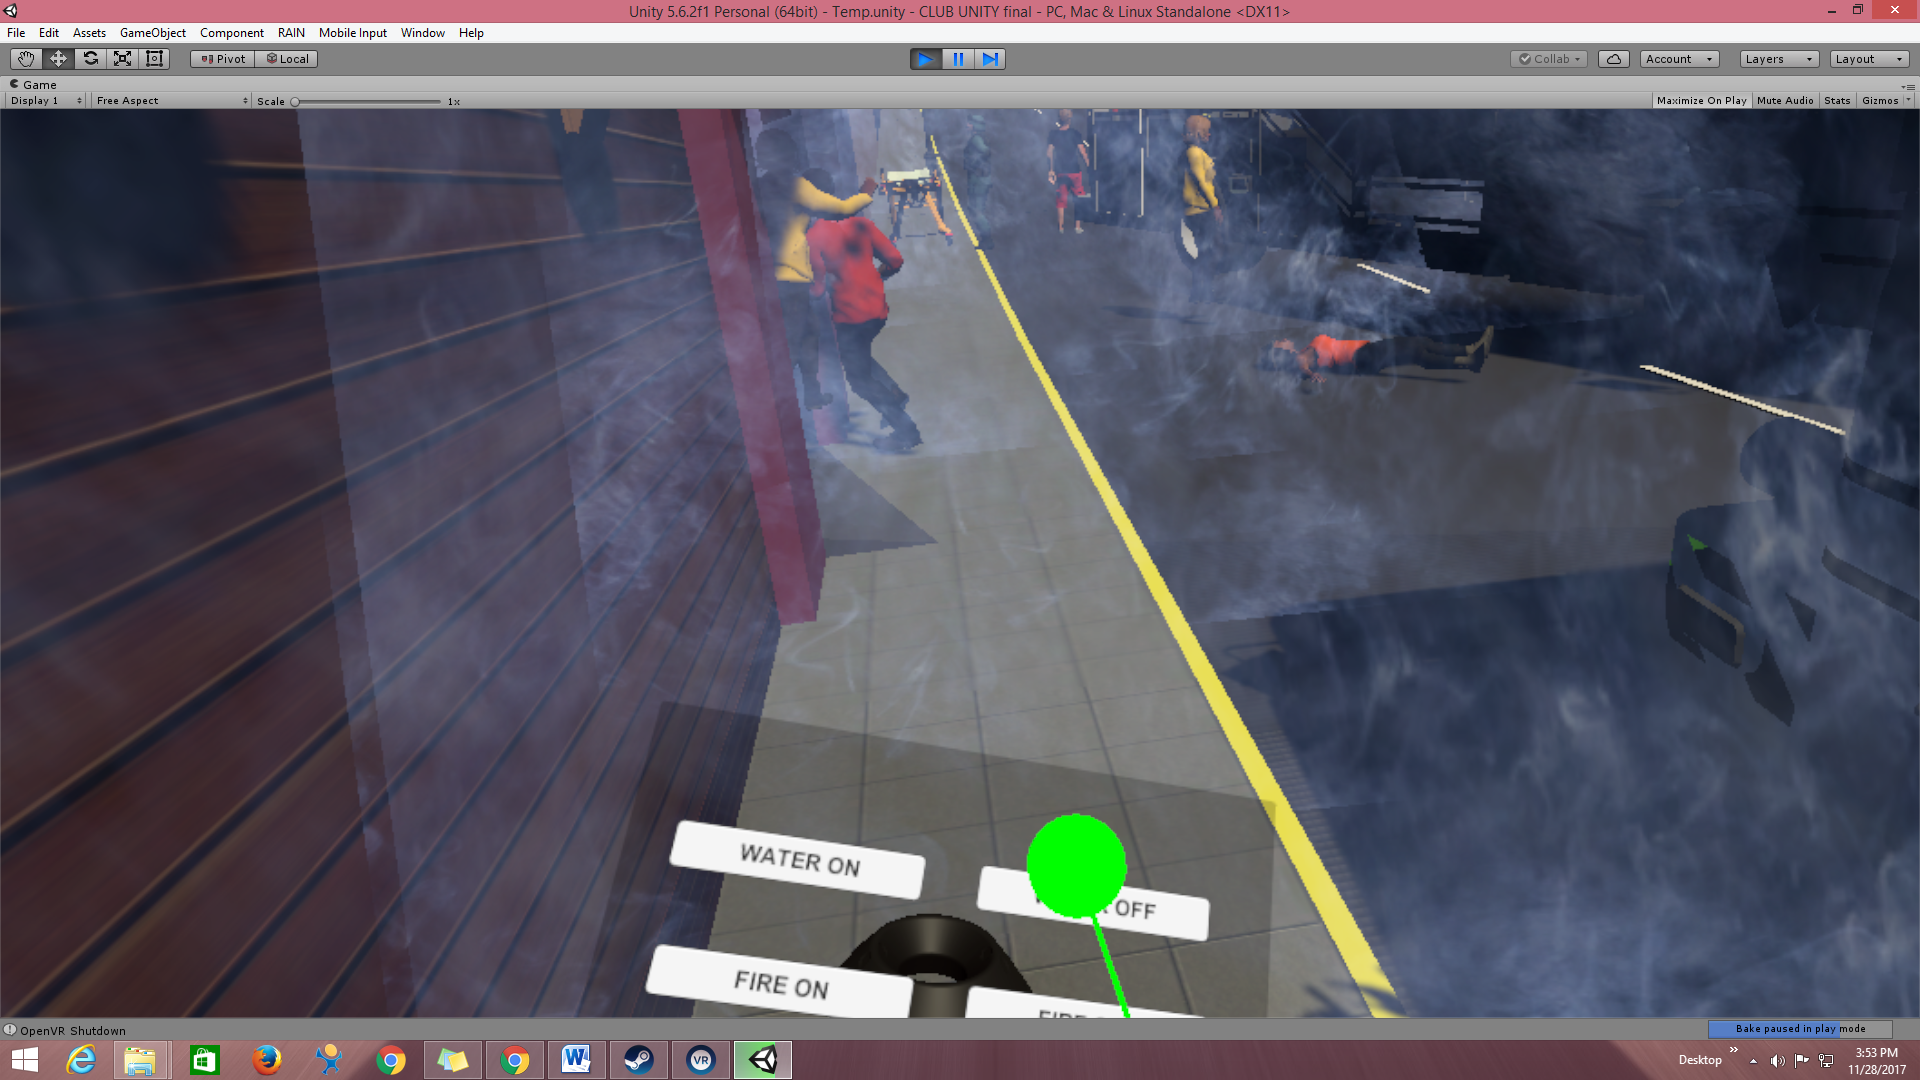 Unity 5.6.2f1 Personal (64bit) - Temp.unity - CLUB UNITY final - PC, Mac & Linux Standalone <DX11>
File Edit Assets GameObject Component RAIN Mobile Input Window Help
Pivot Local Collab Account Layers Layout
Game
Display 1 Free Aspect Scale 1x Maximize On Play Mute Audio Stats Gizmos
WATER ON
OFF
FIRE ON
OpenVR Shutdown
Bake paused in play mode
VR
Desktop
3:53 PM
11/28/2017